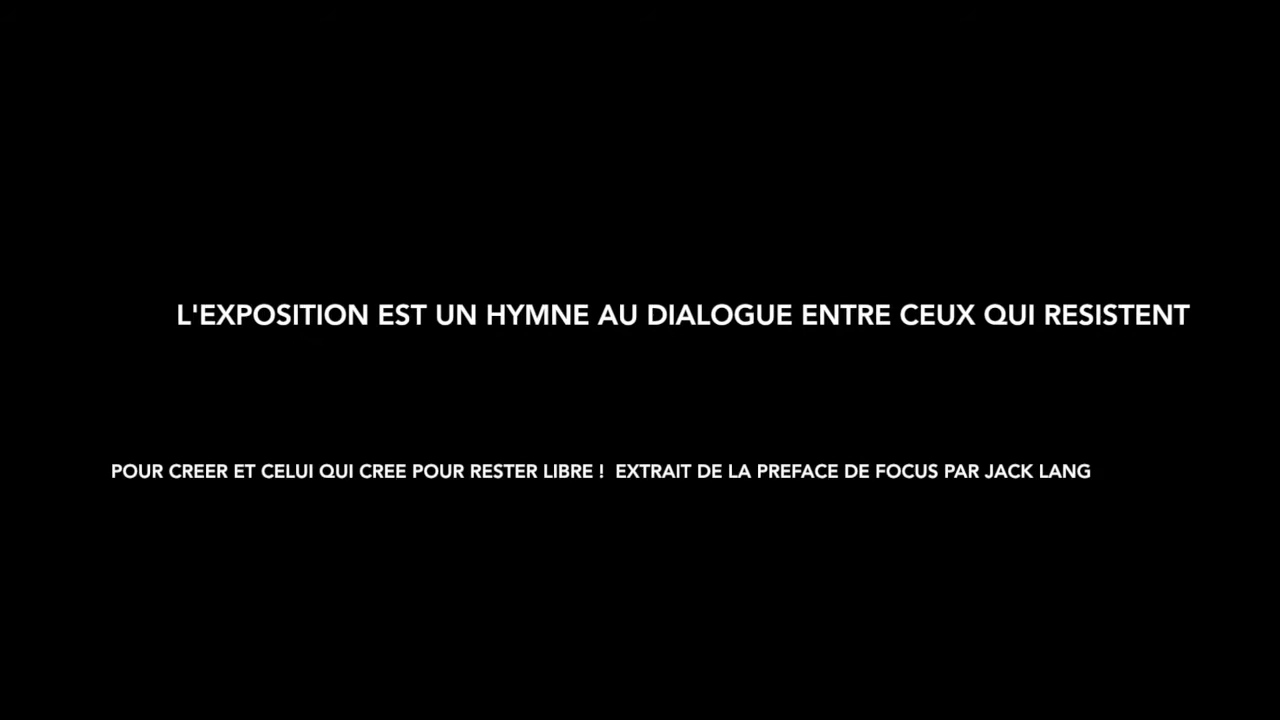 L'EXPOSITION EST UN HYMNE AU DIALOGUE ENTRE CEUX QUI RESISTENT
POUR CREER ET CELUI QUI CREE POUR RESTER LIBRE !  EXTRAIT DE LA PREFACE DE FOCUS PAR JACK LANG